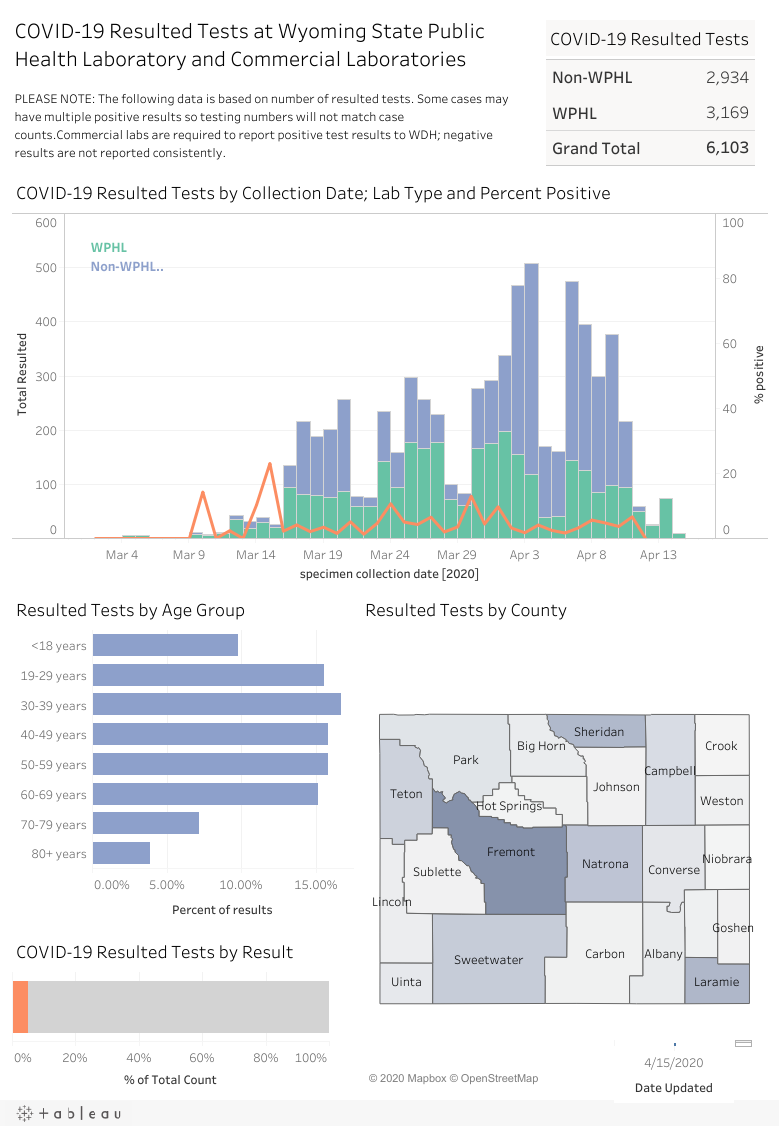 COVID-19 Resulted Tests at Wyoming State Public
Health Laboratory and Commercial Laboratories
PLEASE NOTE: The following data is based on number of resulted tests. Some cases may
have multiple positive results so testing numbers will not match case
counts.Commercial labs are required to report positive test results to WDH; negative
results are not reported consistently.
COVID-19 Resulted Tests
Non-WPHL 2,934
WPHL 3,169
Grand Total 6,103
COVID-19 Resulted Tests by Collection Date; Lab Type and Percent Positive
600
500
400
300
200
100
0
Total Resulted
WPHL
Non-WPHL..
100
80
60
40
20
0
% positive
Mar 4 Mar 9 Mar 14 Mar 19 Mar 24 Mar 29 Apr 3 Apr 8 Apr 13
specimen collection date [2020]
Resulted Tests by Age Group
<18 years
19-29 years
30-39 years
40-49 years
50-59 years
60-69 years
70-79 years
80+ years
0.00% 5.00% 10.00% 15.00%
Percent of results
Resulted Tests by County
Sheridan
Big Horn
Crook
Park
Campbell
Johnson
Teton
Weston
Hot Springs
Fremont
Natrona
Niobrara
Converse
Sublette
Lincoln
Goshen
Carbon
Albany
Sweetwater
Uinta
Laramie
COVID-19 Resulted Tests by Result
0% 20% 40% 60% 80% 100%
% of Total Count
© 2020 Mapbox © OpenStreetMap
4/15/2020
Date Updated
+ableau